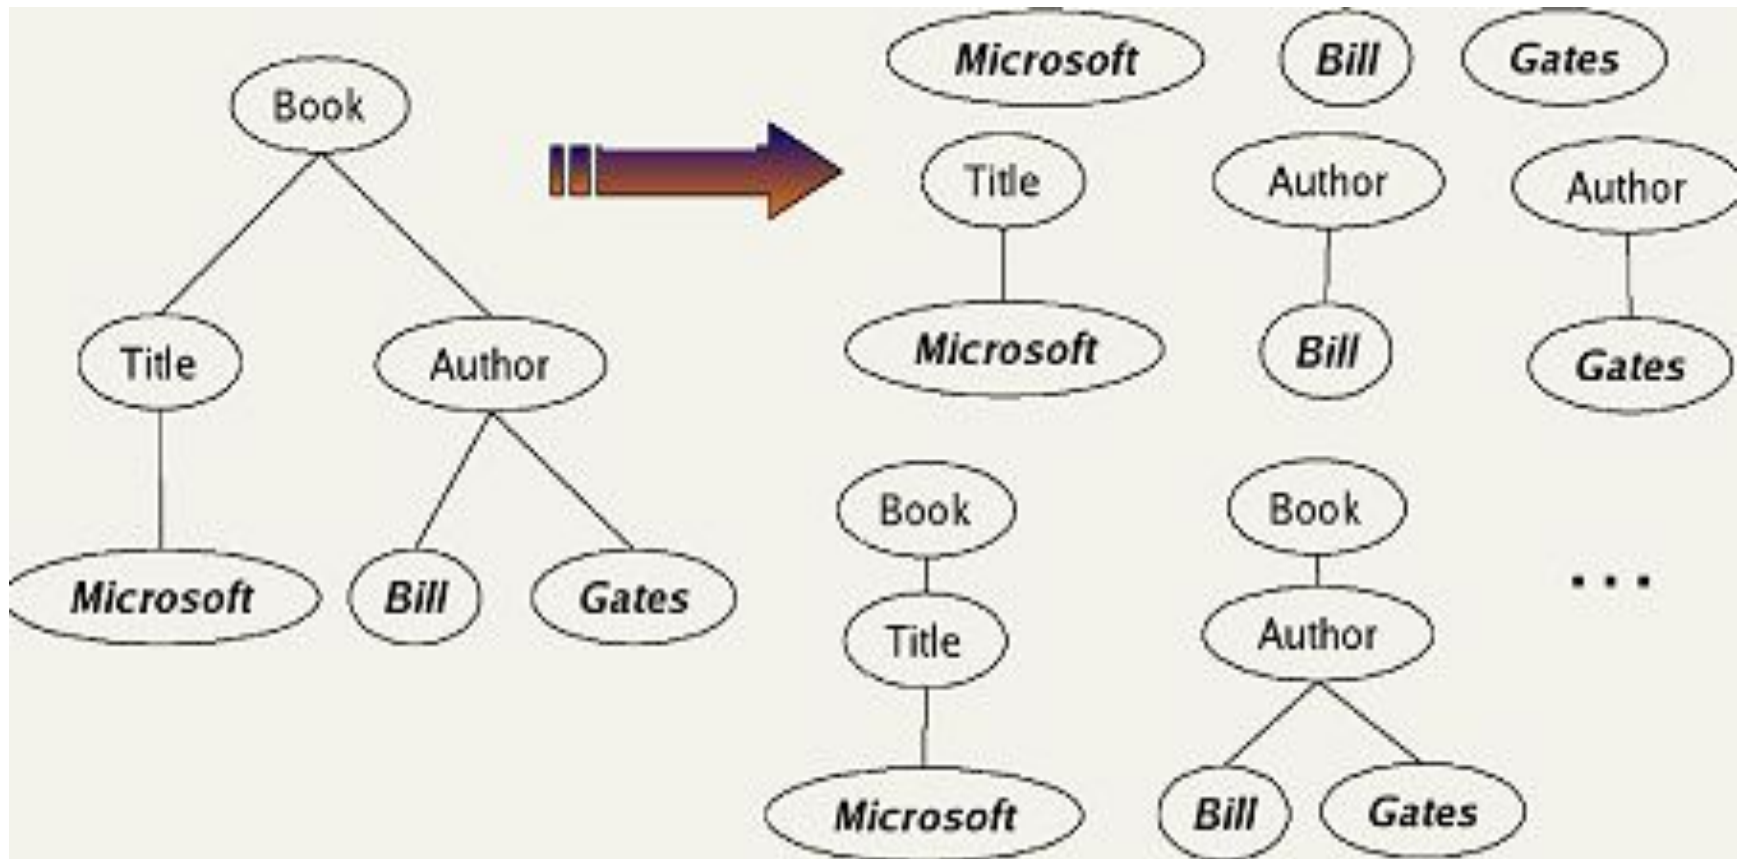 Book
Title
Author
Microsoft
Bill
Gates
Microsoft
Bill
Gates
Title
Author
Author
Microsoft
Bill
Gates
Book
Book
Title
Author
...
Microsoft
Bill
Gates